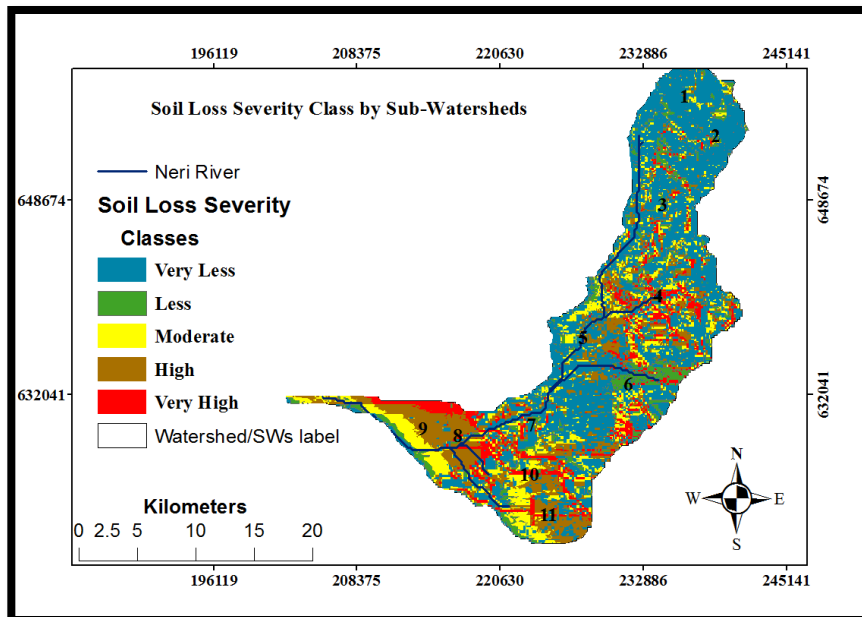 196119 208375 220630 232886 245141
Soil Loss Severity Class by Sub-Watersheds
1
2
Neri River
648674 648674
Soil Loss Severity
3
Classes
Very Less
Less
4
Moderate
5
High
6
632041 632041
Very High
7
9
8
Watershed/SWs label
10
N
W E
S
Kilometers
11
0 2.5 5 10 15 20
196119 208375 220630 232886 245141